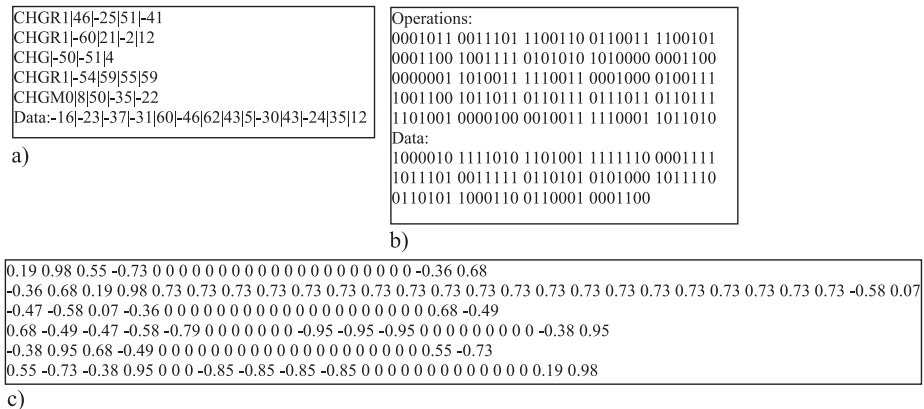 CHGR1|46|-25|51|-41
CHGR1|-60|21|-2|12
CHG|-50|-51|4
CHGR1|-54|59|55|59
CHGM0|8|50|-35|-22
Data:-16|-23|-37|-31|60|-46|62|43|5|-30|43|-24|35|12
a)
Operations:
0001011 0011101 1100110 0110011 1100101
0001100 1001111 0101010 1010000 0001100
0000001 1010011 1110011 0001000 0100111
1001100 1011011 0110111 0111011 0110111
1101001 0000100 0010011 1110001 1011010
Data:
1000010 1111010 1101001 1111110 0001111
1011101 0011111 0110101 0101000 1011110
0110101 1000110 0110001 0001100
b)
0.19 0.98 0.55 -0.73 0 0 0 0 0 0 0 0 0 0 0 0 0 0 0 0 0 0 0 0 -0.36 0.68
-0.36 0.68 0.19 0.98 0.73 0.73 0.73 0.73 0.73 0.73 0.73 0.73 0.73 0.73 0.73 0.73 0.73 0.73 0.73 0.73 0.73 0.73 0.73 0.73 0.73 0.73 -0.58 0.07
-0.47 -0.58 0.07 -0.36 0 0 0 0 0 0 0 0 0 0 0 0 0 0 0 0 0 0 0 0 0.68 -0.49
0.68 -0.49 -0.47 -0.58 -0.79 0 0 0 0 0 0 0 -0.95 -0.95 -0.95 0 0 0 0 0 0 0 0 0 -0.38 0.95
-0.38 0.95 0.68 -0.49 0 0 0 0 0 0 0 0 0 0 0 0 0 0 0 0 0 0 0 0 0.55 -0.73
0.55 -0.73 -0.38 0.95 0 0 0 -0.85 -0.85 -0.85 -0.85 0 0 0 0 0 0 0 0 0 0 0 0 0 0.19 0.98
c)